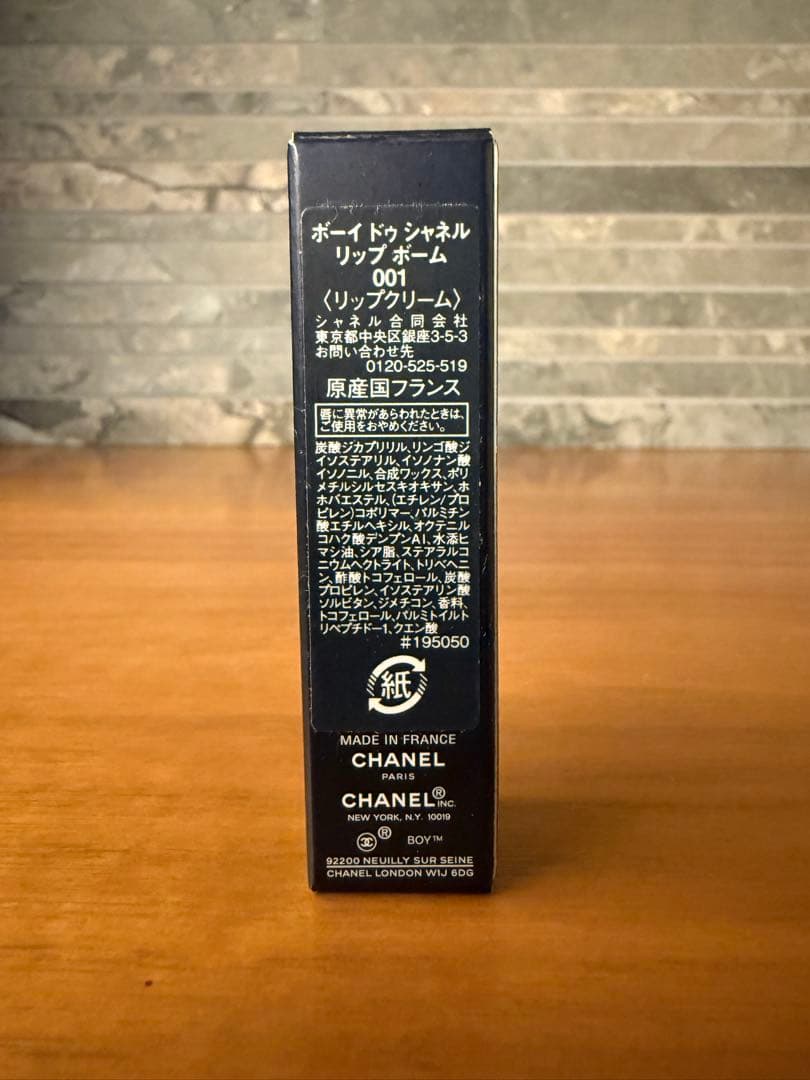 ボーイ ドゥ シャネル
リップ ボーム
001
〈リップクリーム〉
シャネル合同会社
東京都中央区銀座3-5-3
お問い合わせ先
0120-525-519
原産国フランス
唇に異常があらわれたときは、
ご使用をおやめください。
炭酸ジカプリリル、リンゴ酸ジ
イソステアリル、イソノナン酸
イソノニル、合成ワックス、ポリ
メチルシルセスキオキサン、ホ
ホバエステル、(エチレン/プロ
ピレン)コポリマー、パルミチン
酸エチルヘキシル、オクテニル
コハク酸デンプンAl、水添ヒ
マシ油、シア脂、ステアラルコ
ニウムヘクトライト、トリベヘニ
ン、酢酸トコフェロール、炭酸
プロピレン、イソステアリン酸
ソルビタン、ジメチコン、香料、
トコフェロール、パルミトイルト
リペプチド-1、クエン酸
#195050
紙
MADE IN FRANCE
CHANEL
PARIS
CHANEL® INC.
NEW YORK, N.Y. 10019
® BOY™
92200 NEUILLY SUR SEINE
CHANEL LONDON W1J 6DG